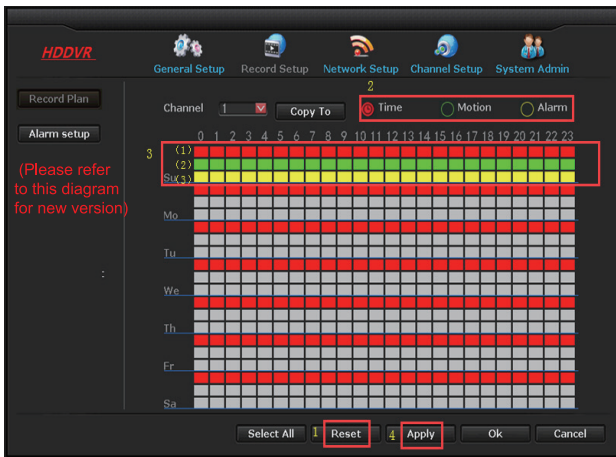 HDDVR
General Setup Record Setup Network Setup Channel Setup System Admin
2
Record Plan
Channel 1 Copy To Time Motion Alarm
Alarm setup
0 1 2 3 4 5 6 7 8 9 10 11 12 13 14 15 16 17 18 19 20 21 22 23
3 (1)
(2)
Su (3)
(Please refer
to this diagram
for new version)
Mo
Tu
:
We
Th
Fr
Sa
Select All 1 Reset 4 Apply Ok Cancel